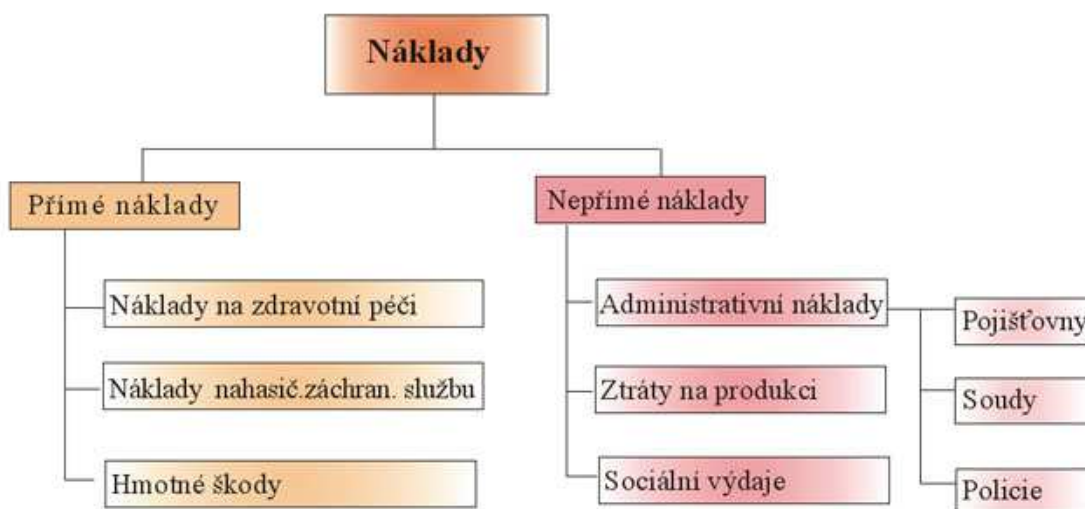 Náklady
Přímé náklady
Náklady na zdravotní péči
Náklady nahasič.záchran. službu
Hmotné škody
Nepřímé náklady
Administrativní náklady
Ztráty na produkci
Sociální výdaje
Pojišťovny
Soudy
Policie